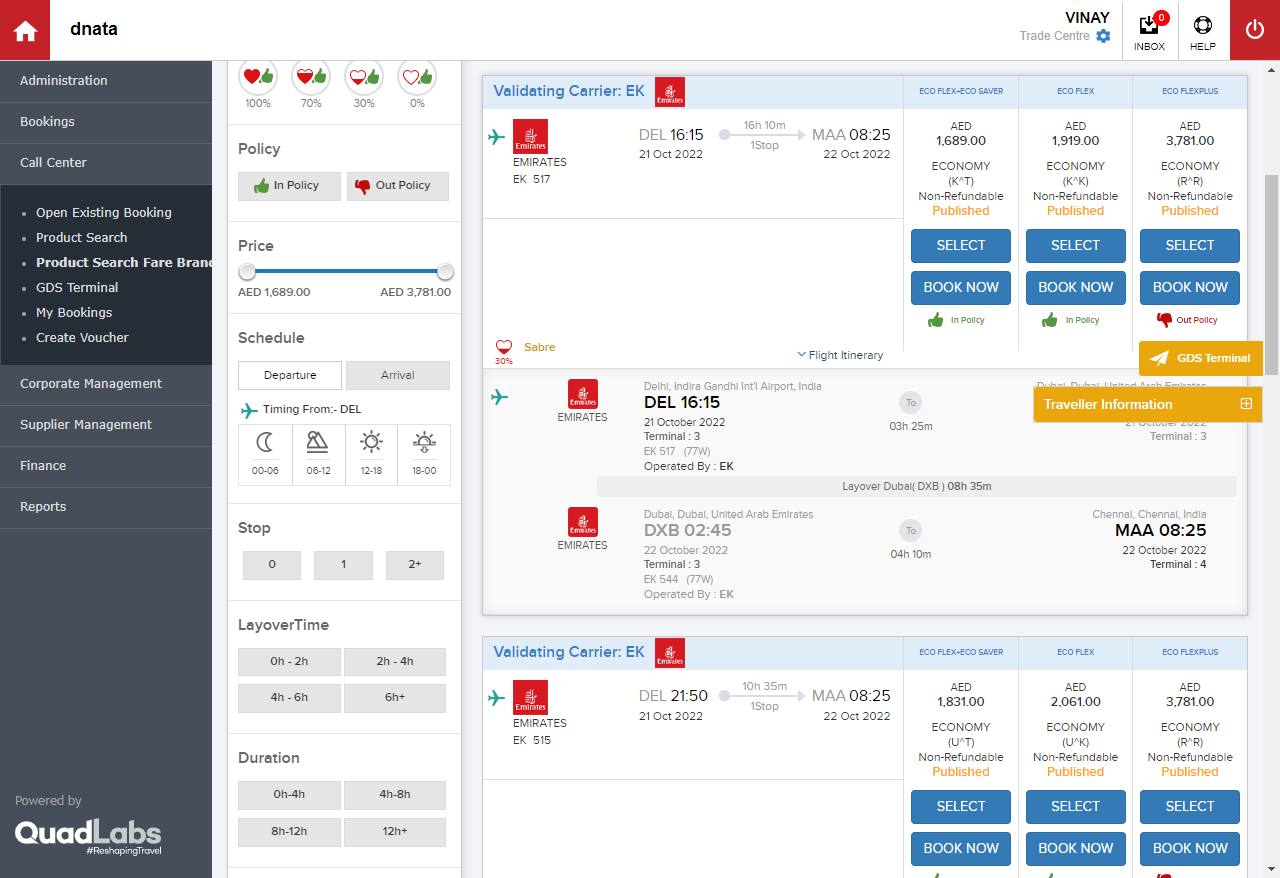 dnata
VINAY
Trade Centre
0
INBOX
HELP
Administration
Bookings
Call Center
Open Existing Booking
Product Search
Product Search Fare Bran
GDS Terminal
My Bookings
Create Voucher
Corporate Management
Supplier Management
Finance
Reports
Powered by
QuadLabs
#ReshapingTravel
100% 70% 30% 0%
Policy
In Policy Out Policy
Price
AED 1,689.00 AED 3,781.00
Schedule
Departure Arrival
Timing From:- DEL
00-06 06-12 12-18 18-00
Stop
0 1 2+
LayoverTime
0h - 2h 2h - 4h
4h - 6h 6h+
Duration
0h-4h 4h-8h
8h-12h 12h+
Validating Carrier: EK Emirates ECO FLEX+ECO SAVER ECO FLEX ECO FLEXPLUS
Emirates
EMIRATES
EK 517
DEL 16:15 16h 10m MAA 08:25
21 Oct 2022 1Stop 22 Oct 2022
AED AED AED
1,689.00 1,919.00 3,781.00
ECONOMY ECONOMY ECONOMY
(K^T) (K^K) (R^R)
Non-Refundable Non-Refundable Non-Refundable
Published Published Published
SELECT SELECT SELECT
BOOK NOW BOOK NOW BOOK NOW
In Policy In Policy Out Policy
30% Sabre Flight Itinerary
GDS Terminal
Traveller Information
Emirates
EMIRATES
Delhi, Indira Gandhi Int'l Airport, India
DEL 16:15
21 October 2022
Terminal : 3
EK 517 (77W)
Operated By : EK
To
03h 25m
Dubai, Dubai, United Arab Emirates
21 October 2022
Terminal : 3
Layover Dubai( DXB ) 08h 35m
Emirates
EMIRATES
Dubai, Dubai, United Arab Emirates
DXB 02:45
22 October 2022
Terminal : 3
EK 544 (77W)
Operated By : EK
To
04h 10m
Chennai, Chennai, India
MAA 08:25
22 October 2022
Terminal : 4
Validating Carrier: EK Emirates ECO FLEX+ECO SAVER ECO FLEX ECO FLEXPLUS
Emirates
EMIRATES
EK 515
DEL 21:50 10h 35m MAA 08:25
21 Oct 2022 1Stop 22 Oct 2022
AED AED AED
1,831.00 2,061.00 3,781.00
ECONOMY ECONOMY ECONOMY
(U^T) (U^K) (R^R)
Non-Refundable Non-Refundable Non-Refundable
Published Published Published
SELECT SELECT SELECT
BOOK NOW BOOK NOW BOOK NOW